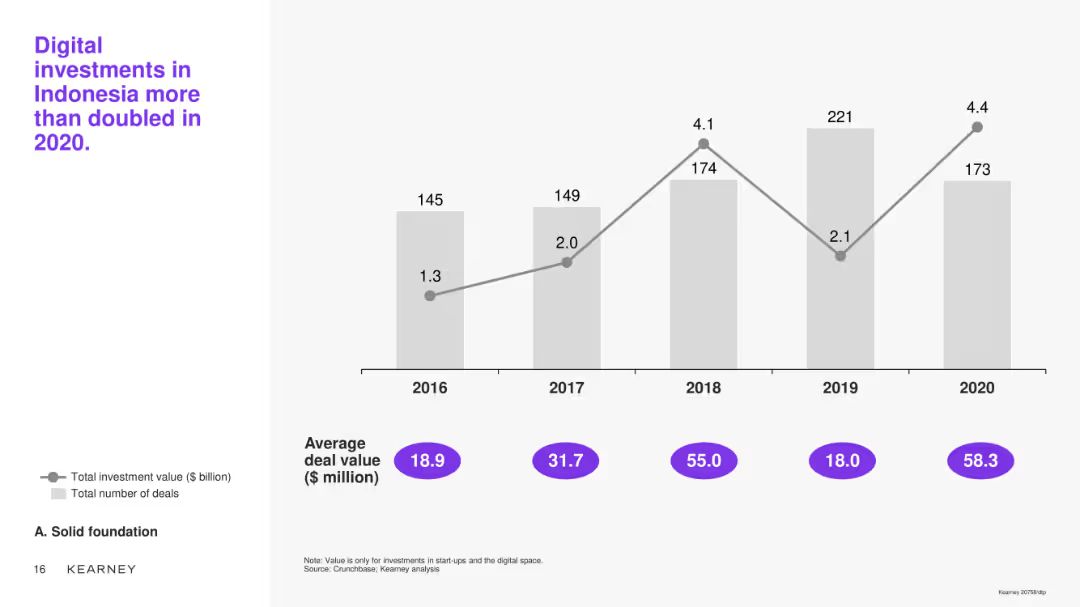 Digital
investments in
Indonesia more
than doubled in
2020.
4.4
221
4.1
174
173
145
149
2.1
2.0
1.3
2016
2017
2018
2019
2020
Average
deal value
($ million)
18.9
31.7
55.0
18.0
58.3
Total investment value ($ billion)
Total number of deals
A. Solid foundation
Note: Value is only for investments in start-ups and the digital space.
Source: Crunchbase; Kearney analysis
16 KEARNEY
Kearney 20758/dtp